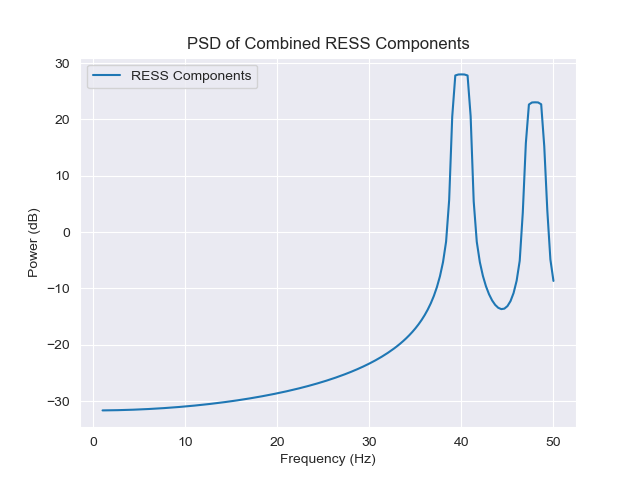 PSD of Combined RESS Components
RESS Components
30
20
10
0
−10
−20
−30
Power (dB)
0 10 20 30 40 50
Frequency (Hz)